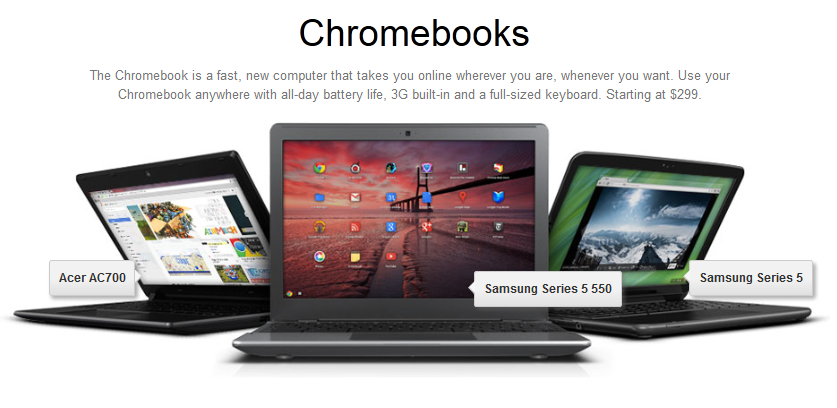 Chromebooks
The Chromebook is a fast, new computer that takes you online wherever you are, whenever you want. Use your
Chromebook anywhere with all-day battery life, 3G built-in and a full-sized keyboard. Starting at $299.
Acer AC700
Samsung Series 5 550
Samsung Series 5